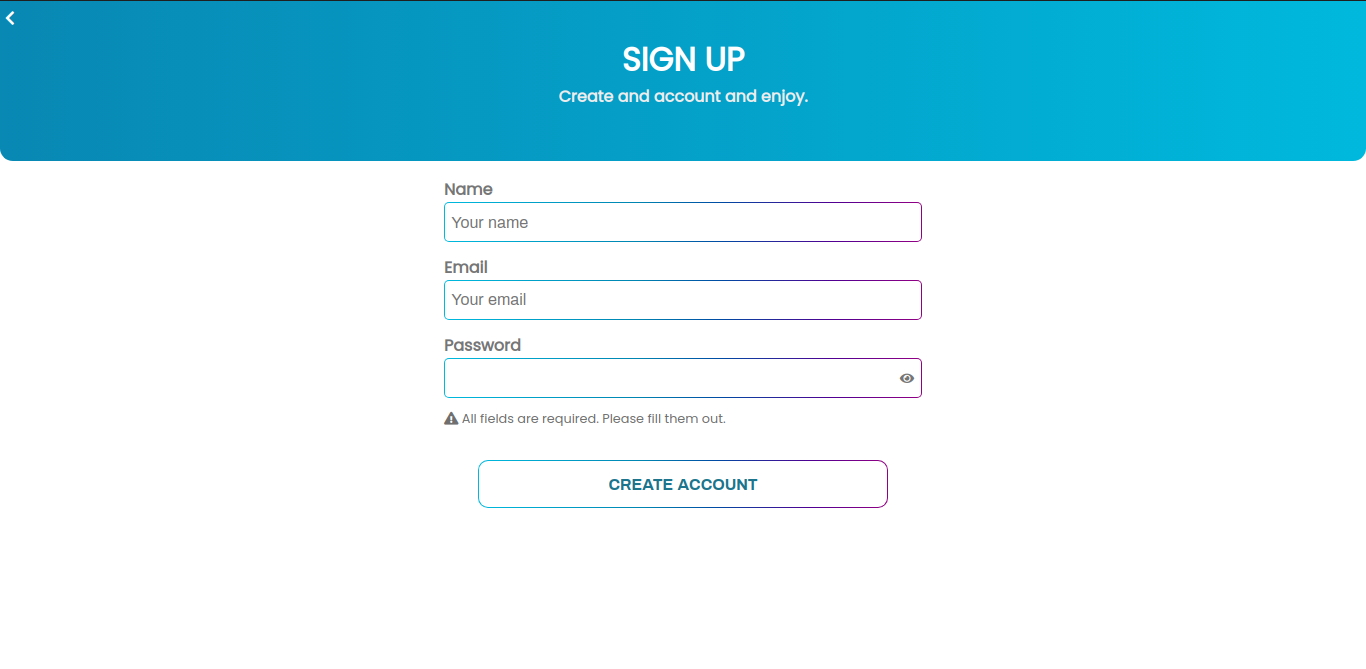 SIGN UP
Create and account and enjoy.
Name
Your name
Email
Your email
Password
All fields are required. Please fill them out.
CREATE ACCOUNT